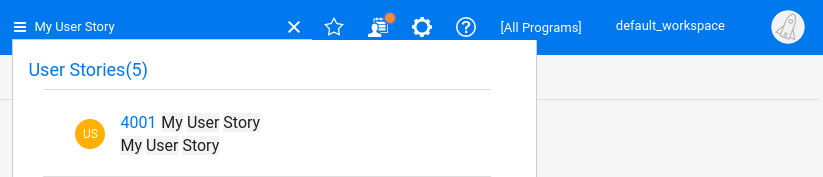 My User Story
[All Programs]
default_workspace
User Stories(5)
US
4001 My User Story
My User Story